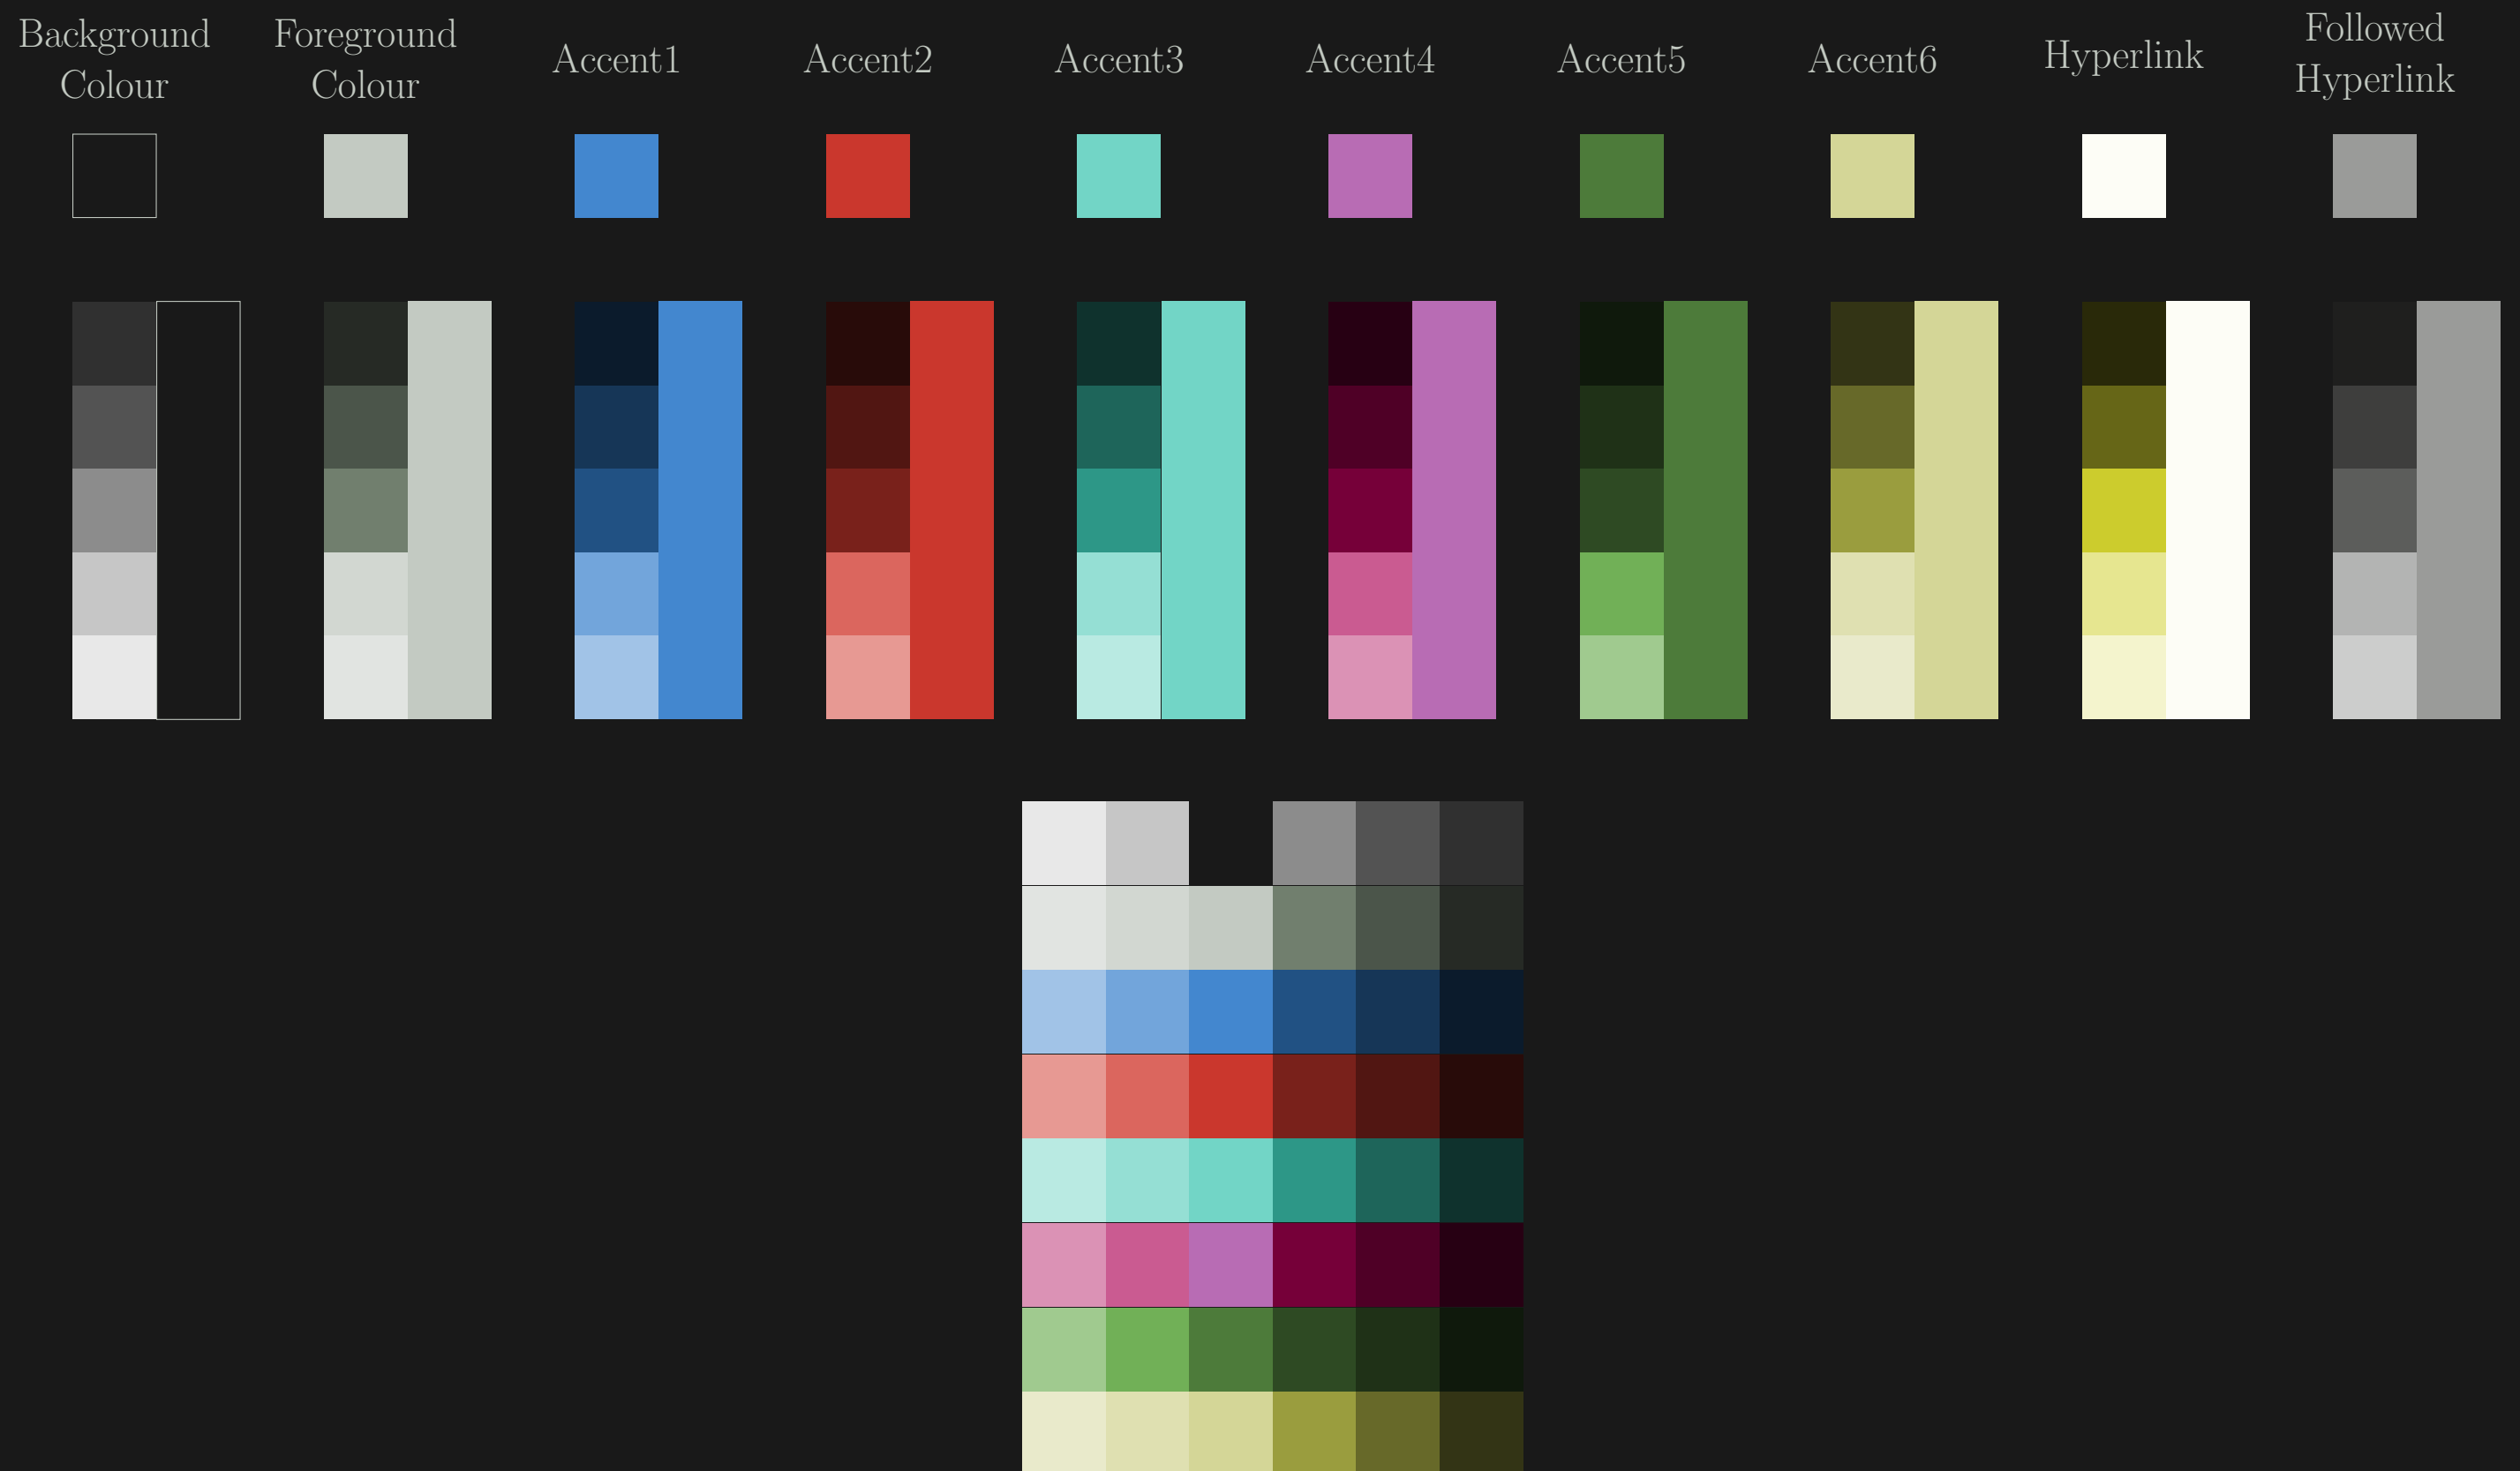 Background
Colour
Foreground
Colour
Accent1
Accent2
Accent3
Accent4
Accent5
Accent6
Hyperlink
Followed
Hyperlink